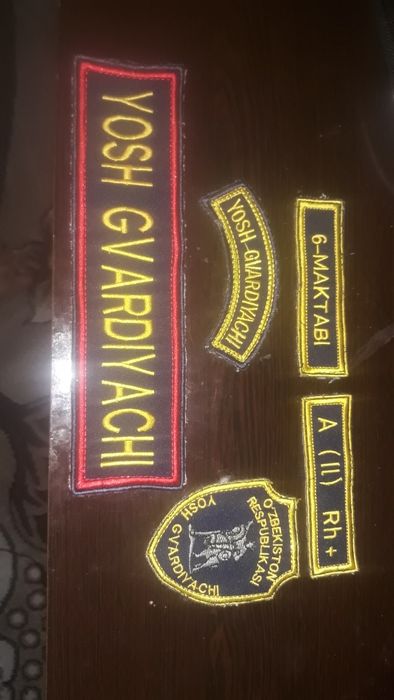 YOSH GVARDIYACHI
YOSH GVARDIYACHI
6-MAKTABI
A (II) Rh+
O'ZBEKISTON
RESPUBLIKASI
YOSH GVARDIYACHI